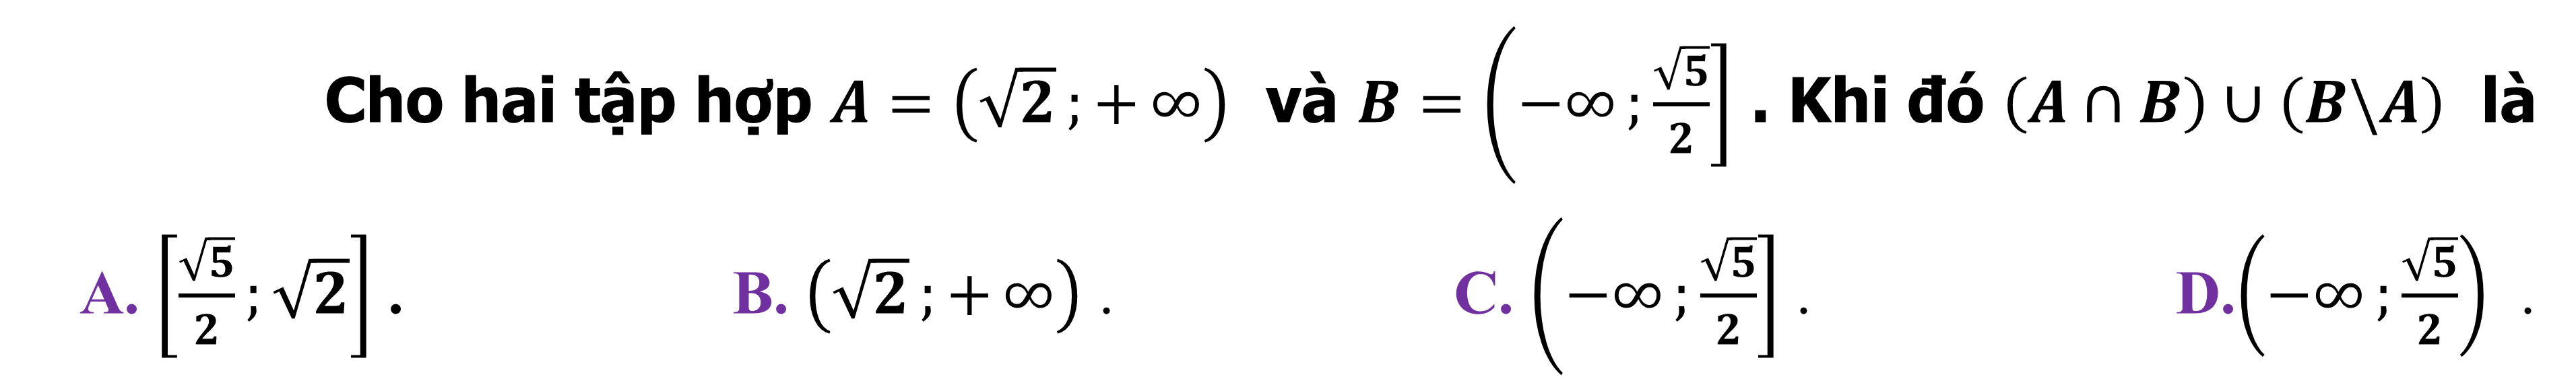 Cho hai tập hợp A = (√2 ; +∞) và B = (−∞ ; √5/2] . Khi đó (A ∩ B) ∪ (B\A) là
A. [√5/2 ; √2] . B. (√2 ; +∞) . C. (−∞ ; √5/2] . D. (−∞ ; √5/2) .